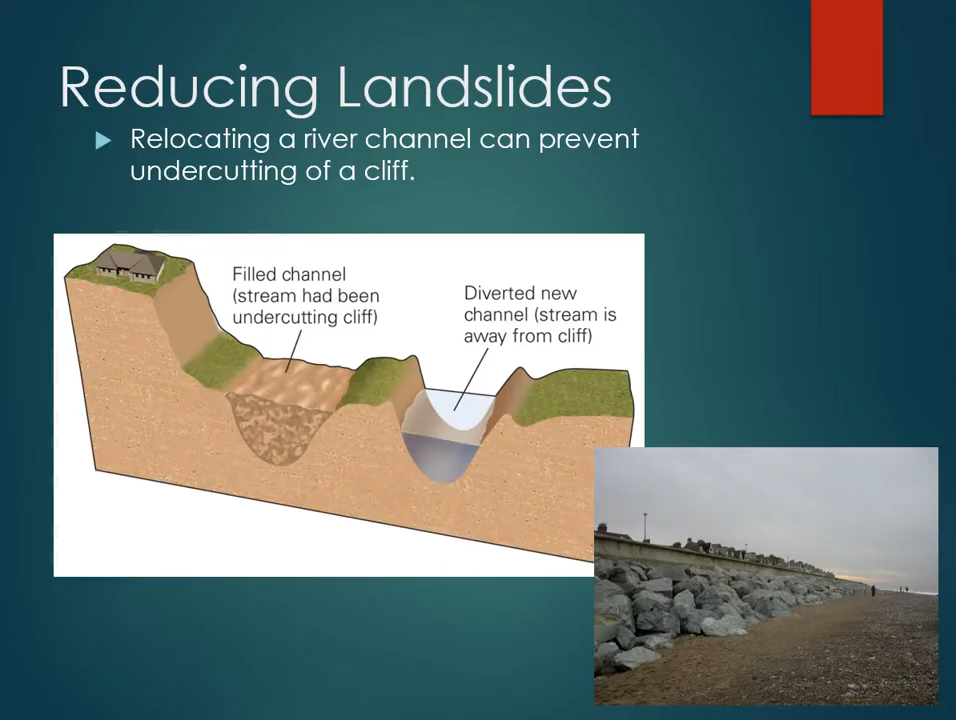 Reducing Landslides
Relocating a river channel can prevent
undercutting of a cliff.
Filled channel
(stream had been
undercutting cliff)
Diverted new
channel (stream is
away from cliff)